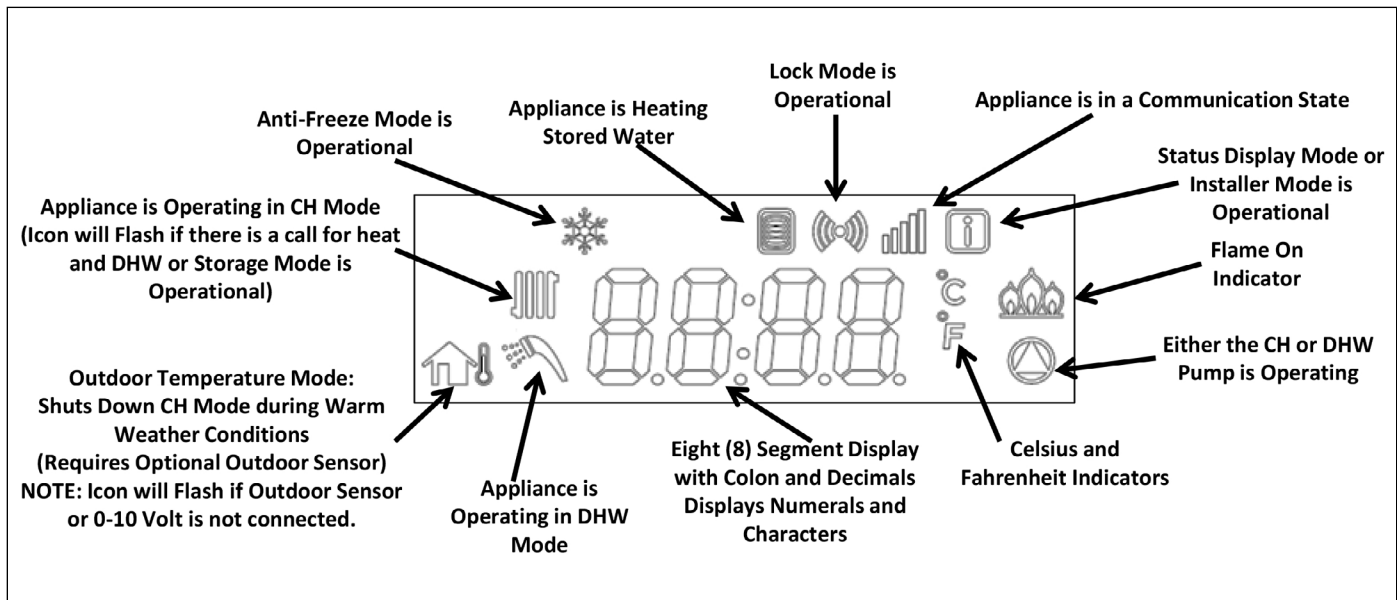 Lock Mode is
Operational
Appliance is in a Communication State
Appliance is Heating
Stored Water
Anti-Freeze Mode is
Operational
Status Display Mode or
Installer Mode is
Operational
Appliance is Operating in CH Mode
(Icon will Flash if there is a call for heat
and DHW or Storage Mode is
Operational)
Flame On
Indicator
i
88:88
°C
°F
Either the CH or DHW
Pump is Operating
Outdoor Temperature Mode:
Shuts Down CH Mode during Warm
Weather Conditions
(Requires Optional Outdoor Sensor)
NOTE: Icon will Flash if Outdoor Sensor
or 0-10 Volt is not connected.
Appliance is
Operating in DHW
Mode
Eight (8) Segment Display
with Colon and Decimals
Displays Numerals and
Characters
Celsius and
Fahrenheit Indicators